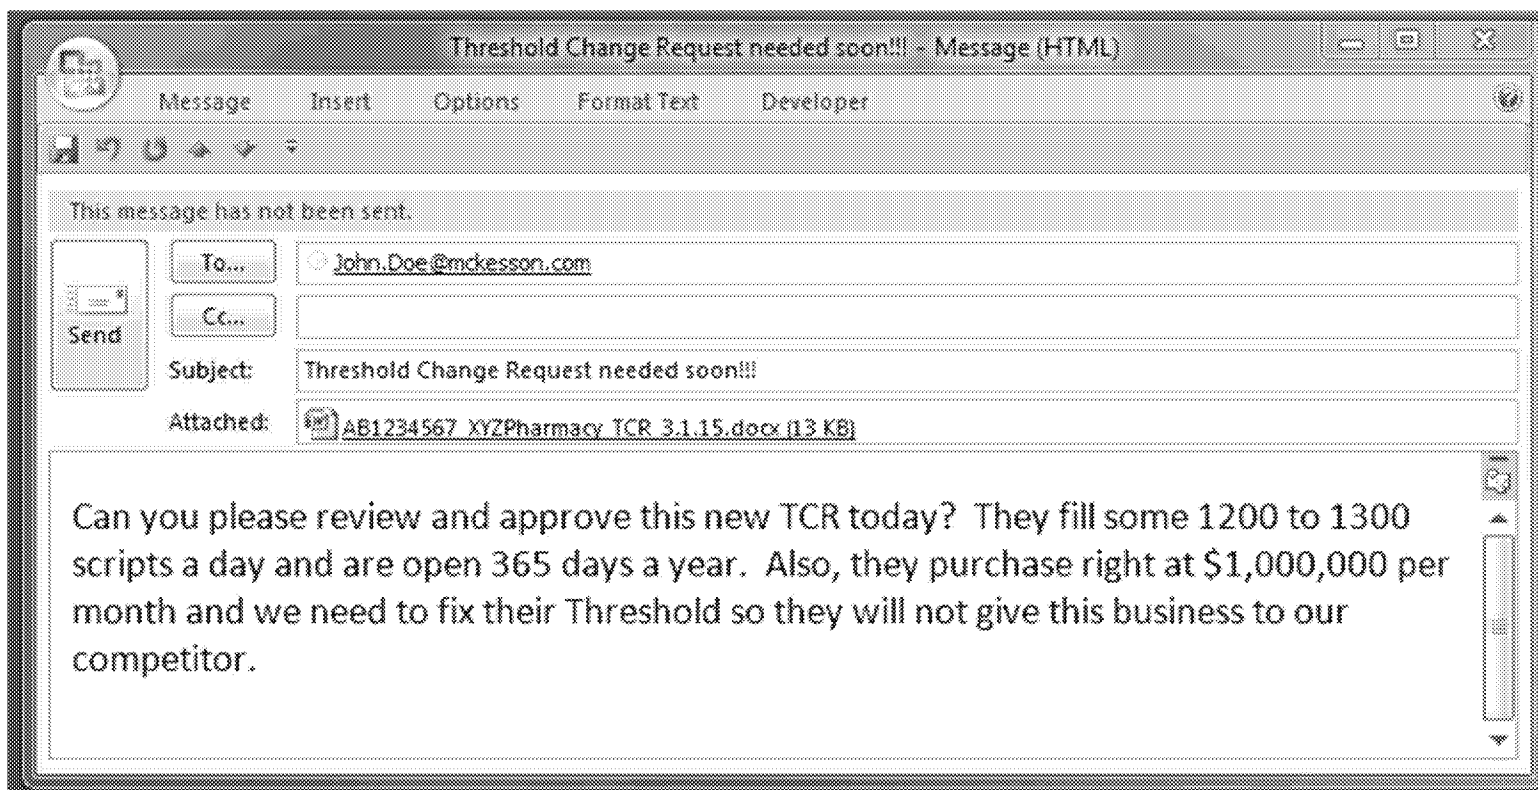 Threshold Change Request needed soon!!! - Message (HTML)
Message Insert Options Format Text Developer
This message has not been sent.
To... John.Doe@mckesson.com
Cc...
Send
Subject: Threshold Change Request needed soon!!!
Attached: AB1234567_XYZPharmacy_TCR_3.1.15.docx (13 KB)
Can you please review and approve this new TCR today? They fill some 1200 to 1300
scripts a day and are open 365 days a year. Also, they purchase right at $1,000,000 per
month and we need to fix their Threshold so they will not give this business to our
competitor.